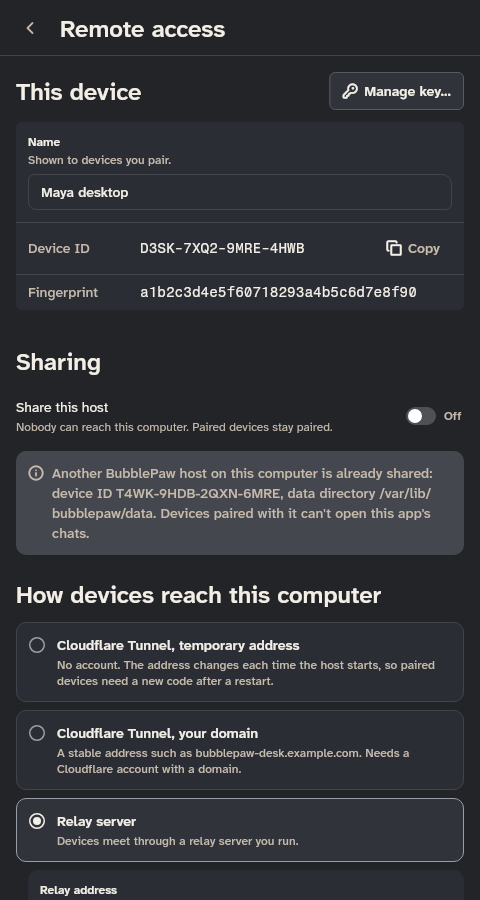 Remote access
This device
Manage key...
Name
Shown to devices you pair.
Maya desktop
Device ID
D3SK-7XQ2-9MRE-4HWB
Copy
Fingerprint
a1b2c3d4e5f60718293a4b5c6d7e8f90
Sharing
Share this host
Nobody can reach this computer. Paired devices stay paired.
Off
Another BubblePaw host on this computer is already shared:
device ID T4WK-9HDB-2QXN-6MRE, data directory /var/lib/
bubblepaw/data. Devices paired with it can't open this app's
chats.
How devices reach this computer
Cloudflare Tunnel, temporary address
No account. The address changes each time the host starts, so paired
devices need a new code after a restart.
Cloudflare Tunnel, your domain
A stable address such as bubblepaw-desk.example.com. Needs a
Cloudflare account with a domain.
Relay server
Devices meet through a relay server you run.
Relay address